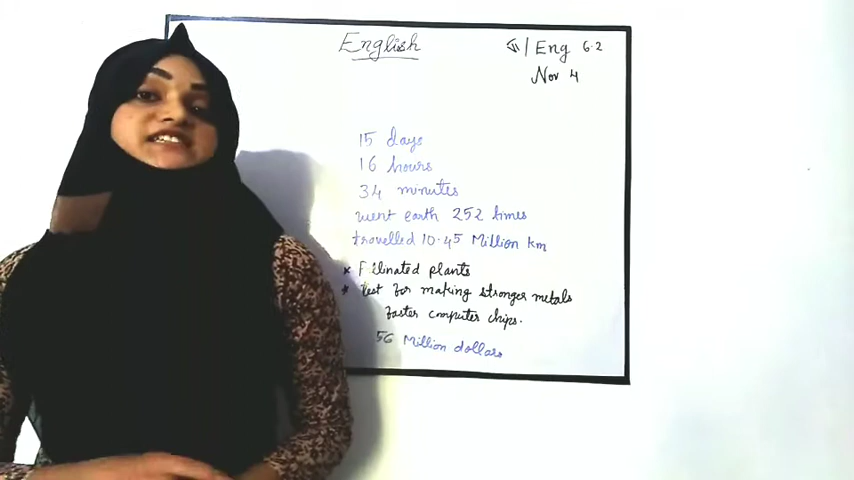 English
Eng 6.2
Nov 4
15 days
16 hours
34 minutes
went earth 252 times
travelled 10.45 Million km
* plants
* Test for making stronger metals
faster computer chips.
56 Million dollars